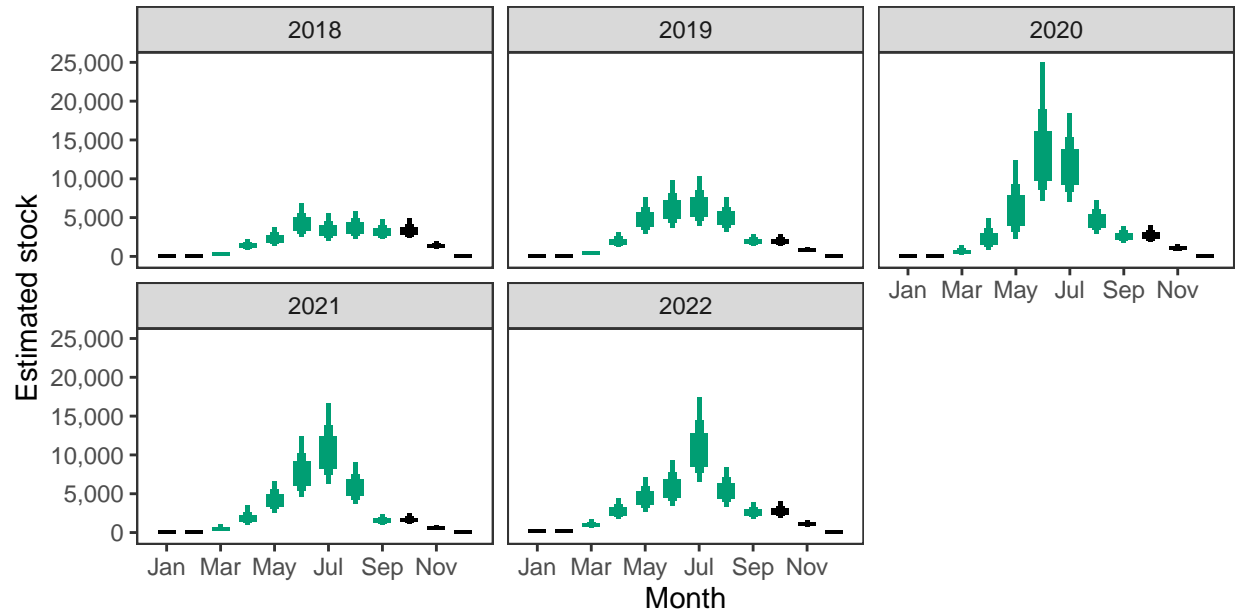 2018 2019 2020
25,000
20,000
15,000
10,000
5,000
0
Jan Mar May Jul Sep Nov
2021 2022
25,000
20,000
15,000
10,000
5,000
0
Jan Mar May Jul Sep Nov Jan Mar May Jul Sep Nov
Month
Estimated stock